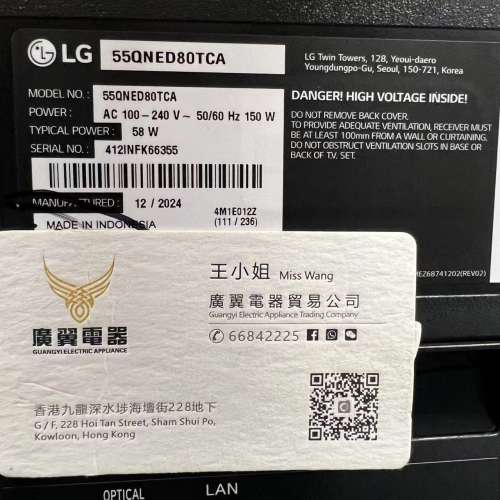 LG 55QNED80TCA
LG Twin Towers, 128, Yeoui-daero
Youngdungpo-Gu, Seoul, 150-721, Korea
MODEL NO. : 55QNED80TCA
POWER : AC 100 – 240 V ~ 50/60 Hz 150 W
TYPICAL POWER : 58 W
SERIAL NO. : 412INFK66355
MANUFACTURED : 12 / 2024
4M1E012Z
(111 / 236)
MADE IN INDONESIA
DANGER! HIGH VOLTAGE INSIDE!
DO NOT REMOVE BACK COVER.
TO PROVIDE ADEQUATE VENTILATION, RECEIVER MUST
BE AT LEAST 100mm FROM A WALL OR CURTAINING.
DO NOT OBSTRUCT VENTILATION SLOTS IN BASE OR
BACK OF T.V. SET.
MEZ68741202(REV02)
王小姐 Miss Wang
廣翼電器貿易公司
Guangyi Electric Appliance Trading Company
66842225
廣翼電器
GUANGYI ELECTRIC APPLIANCE
香港九龍深水埗海壇街228地下
G / F, 228 Hoi Tan Street, Sham Shui Po,
Kowloon, Hong Kong
OPTICAL LAN